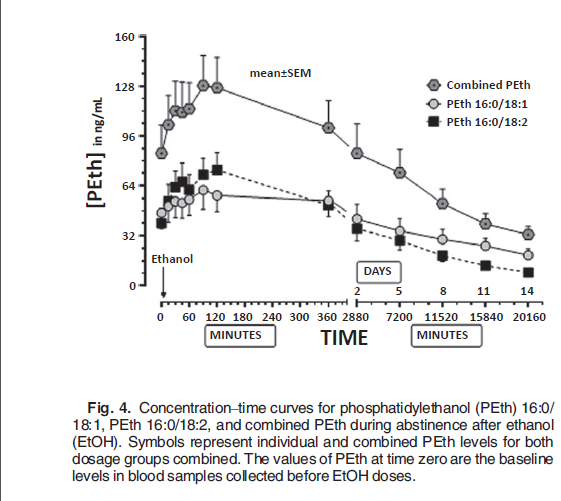 160
128
96
64
32
0
[PEth] in ng/mL
mean±SEM
Combined PEth
PEth 16:0/18:1
PEth 16:0/18:2
Ethanol
DAYS
2 5 8 11 14
0 60 120 180 240 300 360 2880 7200 11520 15840 20160
MINUTES TIME MINUTES
Fig. 4. Concentration–time curves for phosphatidylethanol (PEth) 16:0/
18:1, PEth 16:0/18:2, and combined PEth during abstinence after ethanol
(EtOH). Symbols represent individual and combined PEth levels for both
dosage groups combined. The values of PEth at time zero are the baseline
levels in blood samples collected before EtOH doses.